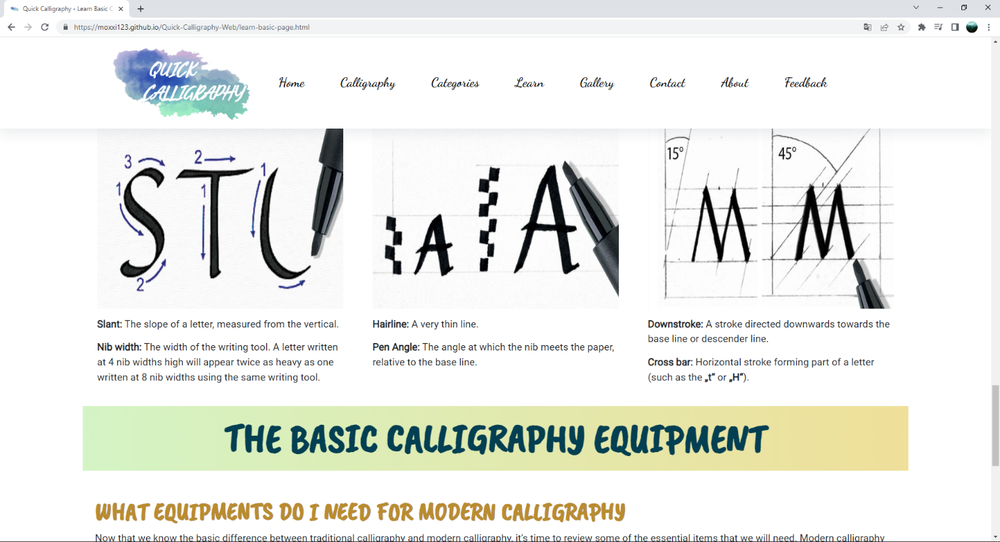 Quick Calligraphy - Learn Basic C
https://moxxi123.github.io/Quick-Calligraphy-Web/learn-basic-page.html
QUICK
CALLIGRAPHY
Home Calligraphy Categories Learn Gallery Contact About Feedback
3 2 1
1 1
2
S T L
A A
15° 45°
M M
Slant: The slope of a letter, measured from the vertical.
Nib width: The width of the writing tool. A letter written
at 4 nib widths high will appear twice as heavy as one
written at 8 nib widths using the same writing tool.
Hairline: A very thin line.
Pen Angle: The angle at which the nib meets the paper,
relative to the base line.
Downstroke: A stroke directed downwards towards the
base line or descender line.
Cross bar: Horizontal stroke forming part of a letter
(such as the „t“ or „H“).
THE BASIC CALLIGRAPHY EQUIPMENT
WHAT EQUIPMENTS DO I NEED FOR MODERN CALLIGRAPHY
Now that we know the basic difference between traditional calligraphy and modern calligraphy, it's time to review some of the essential items that we will need. Modern calligraphy